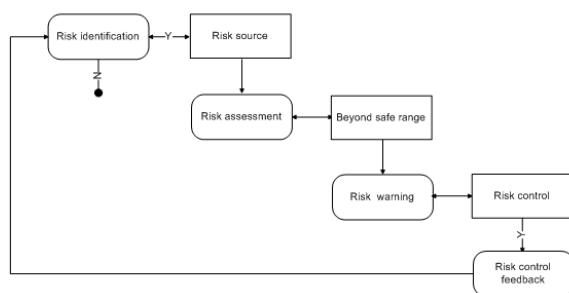 Risk identification
Y
Risk source
N
Risk assessment
Beyond safe range
Risk warning
Risk control
Y
Risk control
feedback